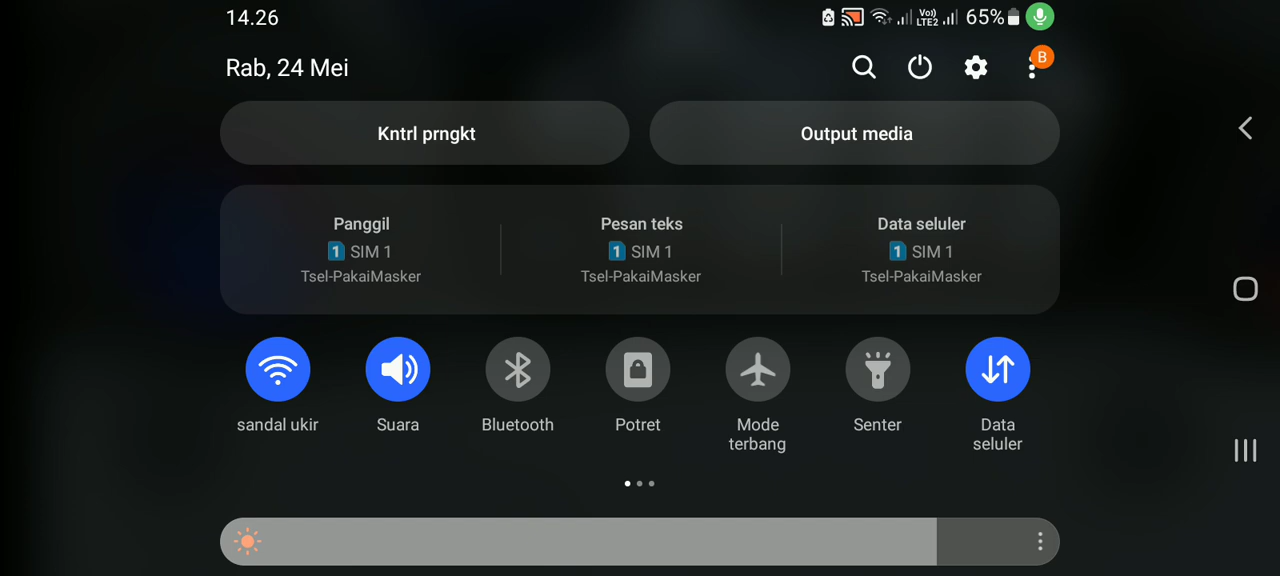 14.26
Vo)) LTE2 65%
Rab, 24 Mei
B
Kntrl prngkt
Output media
Panggil
Pesan teks
Data seluler
1 SIM 1
1 SIM 1
1 SIM 1
Tsel-PakaiMasker
Tsel-PakaiMasker
Tsel-PakaiMasker
sandal ukir
Suara
Bluetooth
Potret
Mode terbang
Senter
Data seluler